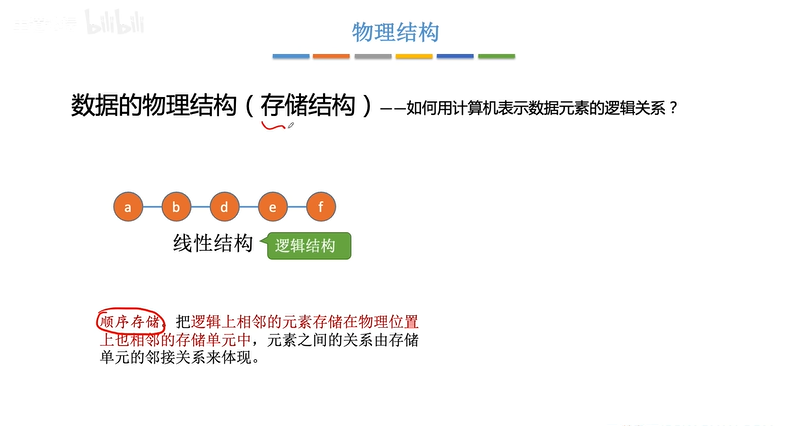 bilibili
物理结构
数据的物理结构（存储结构）——如何用计算机表示数据元素的逻辑关系？
a b d e f
线性结构 逻辑结构
顺序存储。把逻辑上相邻的元素存储在物理位置
上也相邻的存储单元中，元素之间的关系由存储
单元的邻接关系来体现。